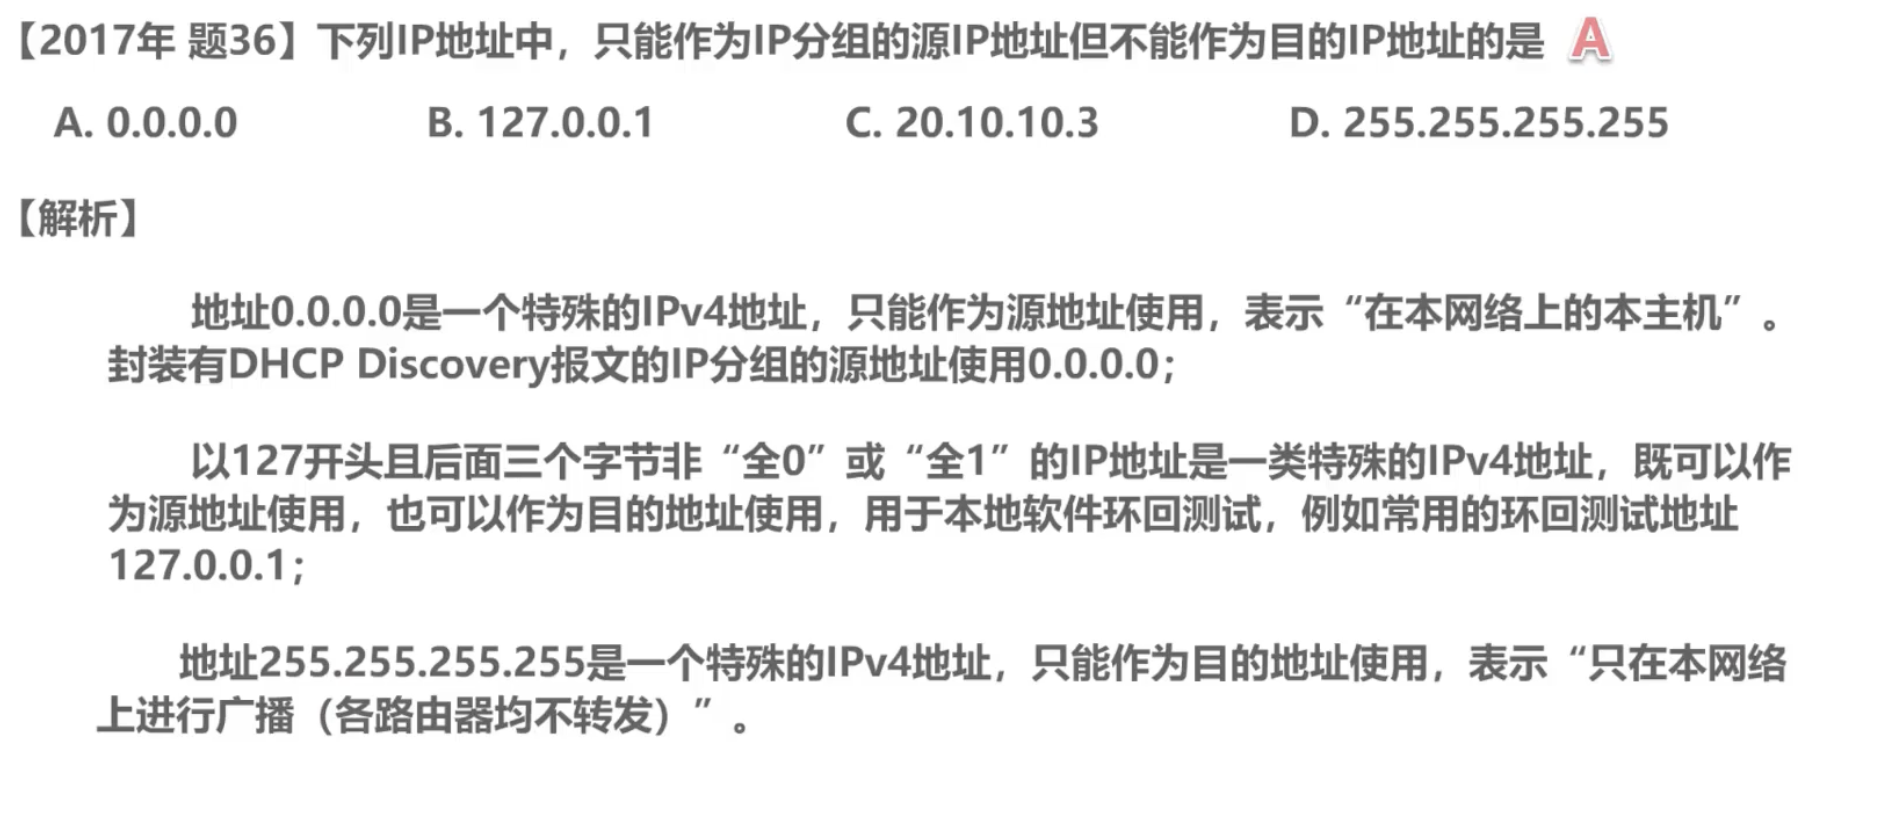 【2017年 题36】下列IP地址中，只能作为IP分组的源IP地址但不能作为目的IP地址的是 A
A. 0.0.0.0 B. 127.0.0.1 C. 20.10.10.3 D. 255.255.255.255
【解析】
地址0.0.0.0是一个特殊的IPv4地址，只能作为源地址使用，表示“在本网络上的本主机”。
封装有DHCP Discovery报文的IP分组的源地址使用0.0.0.0；
以127开头且后面三个字节非“全0”或“全1”的IP地址是一类特殊的IPv4地址，既可以作
为源地址使用，也可以作为目的地址使用，用于本地软件环回测试，例如常用的环回测试地址
127.0.0.1；
地址255.255.255.255是一个特殊的IPv4地址，只能作为目的地址使用，表示“只在本网络
上进行广播（各路由器均不转发）”。